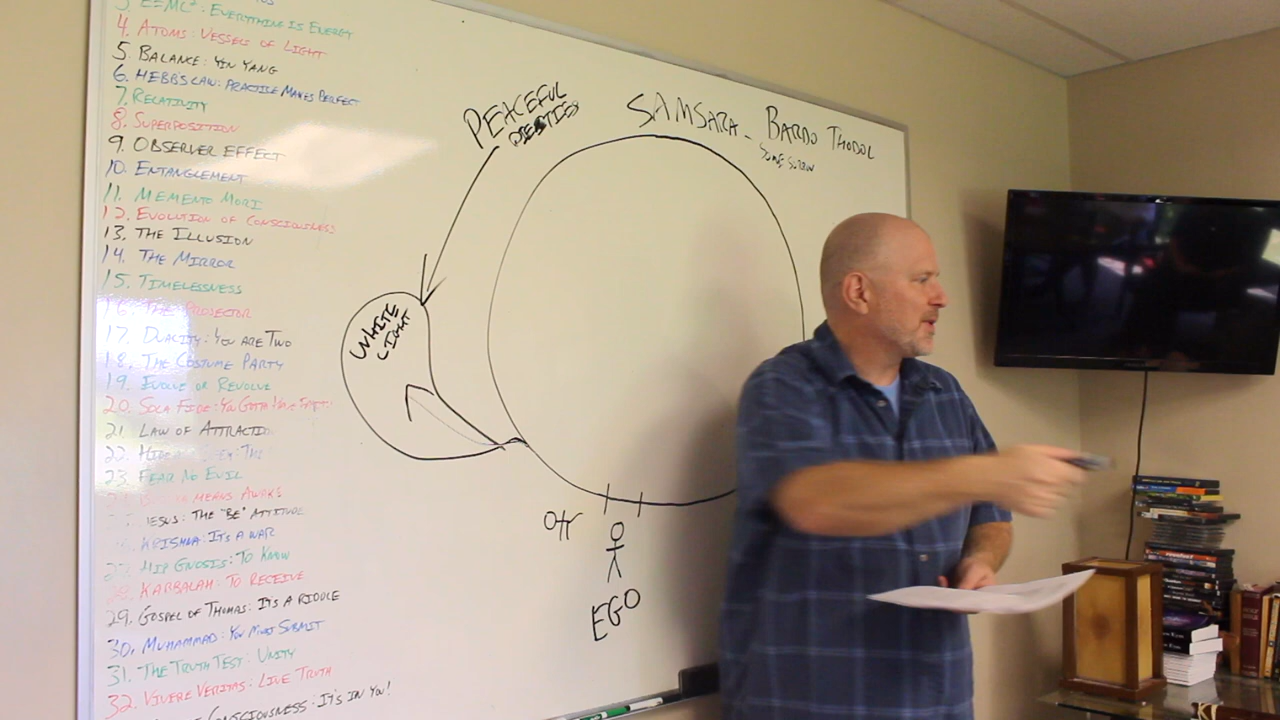 3. E=MC²: EVERYTHING IS ENERGY
4. ATOMS: VESSELS OF LIGHT
5. BALANCE: YIN YANG
6. HEBBS LAW: PRACTICE MAKES PERFECT
7. RELATIVITY
8. SUPERPOSITION
9. OBSERVER EFFECT
10. ENTANGLEMENT
11. MEMENTO MORI
12. EVOLUTION OF CONSCIOUSNESS
13. THE ILLUSION
14. THE MIRROR
15. TIMELESSNESS
16. THE PROJECTOR
17. DUALITY: YOU ARE TWO
18. THE COSTUME PARTY
19. EVOLVE OR REVOLVE
20. SOLA FIDE: YOU GOTTA HAVE FAITH
21. LAW OF ATTRACTION
23. FEAR NO EVIL
MEANS AWAKE
JESUS: THE "BE" ATTITUDE
KRISHNA: IT'S A WAR
GNOSIS: TO KNOW
KABBALAH: TO RECEIVE
29. GOSPEL OF THOMAS: IT'S A RIDDLE
30. MUHAMMAD: YOU MUST SUBMIT
31. THE TRUTH TEST: UNITY
32. VIVERE VERITAS: LIVE TRUTH
CONSCIOUSNESS: IT'S IN YOU!
PEACEFUL
DEITIES
SAMSARA - BARDO THODOL
WHITE
LIGHT
EGO